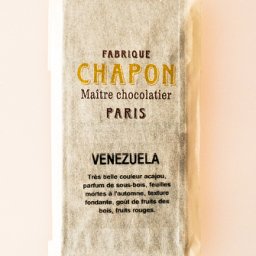 FABRIQUE
CHAPON
Maître chocolatier
PARIS
VENEZUELA
Très belle couleur acajou,
parfum de sous-bois, feuilles
mortes à l'automne, texture
fondante, goût de fruits des
bois, fruits rouges.